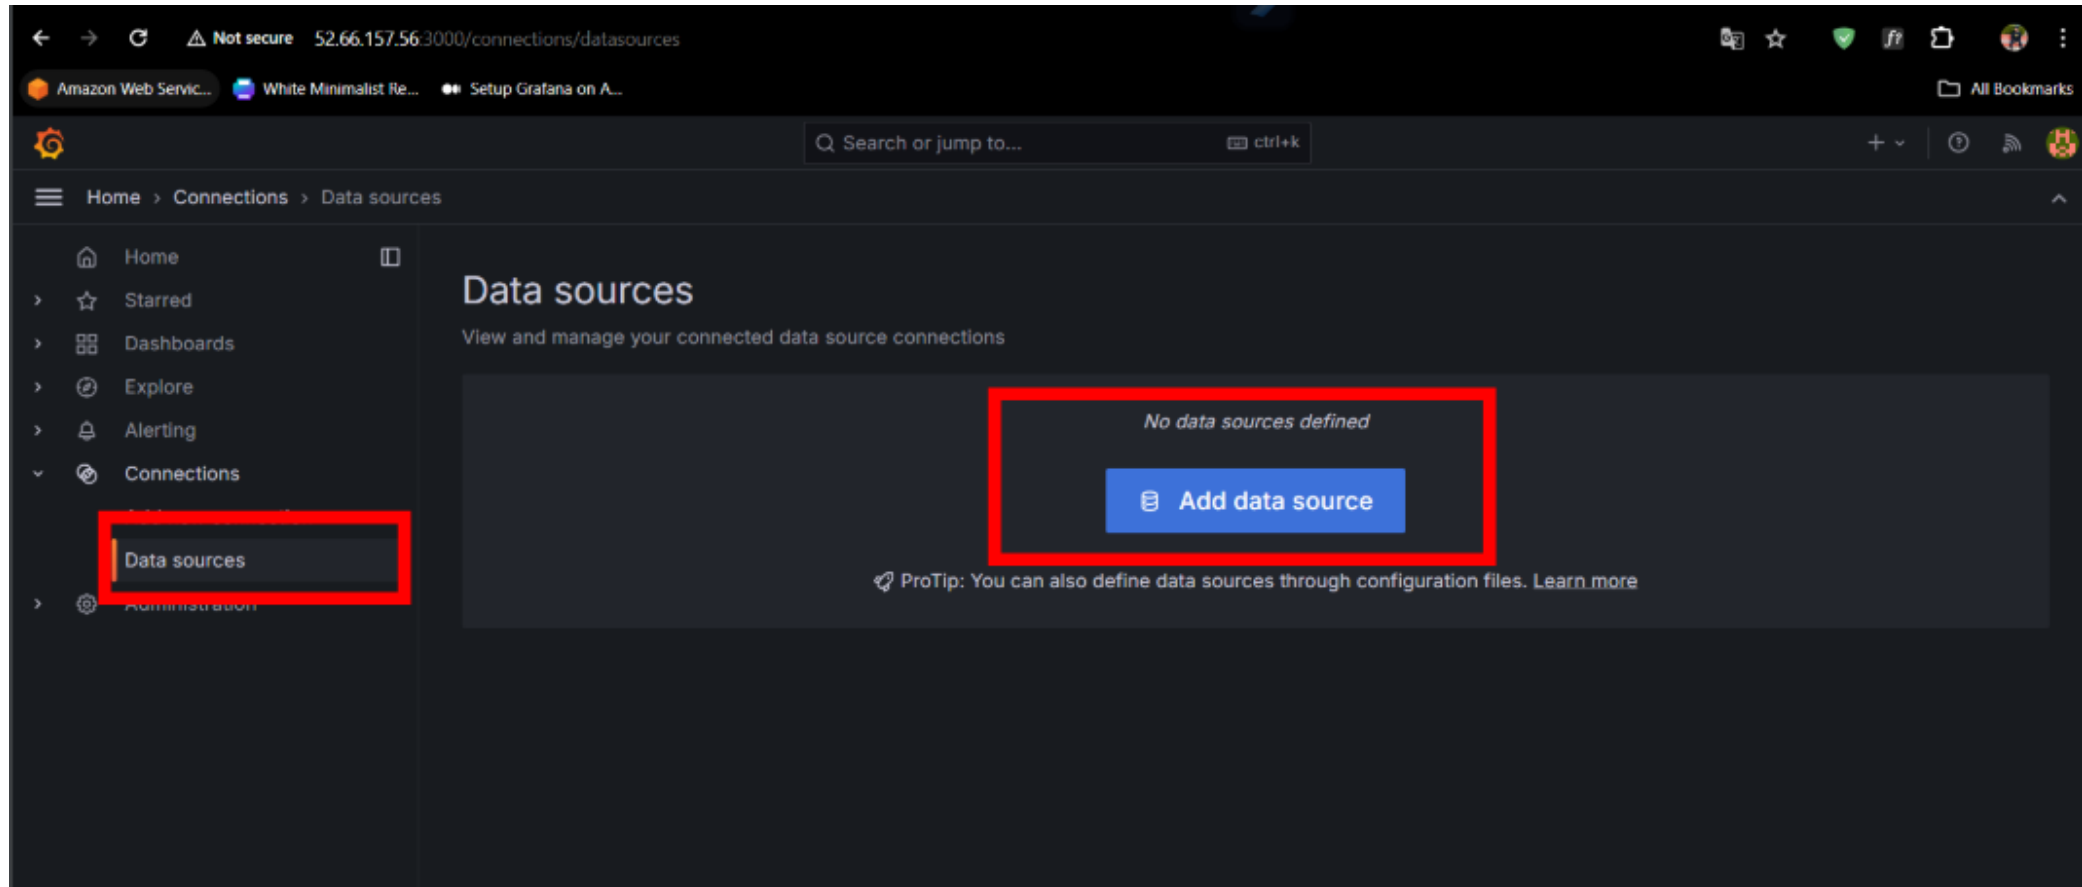 Not secure 52.66.157.56:3000/connections/datasources
Amazon Web Servic... White Minimalist Re... Setup Grafana on A... All Bookmarks
Search or jump to... ctrl+k
Home > Connections > Data sources
Home
Starred
Dashboards
Explore
Alerting
Connections
Data sources
Administration
Data sources
View and manage your connected data source connections
No data sources defined
Add data source
ProTip: You can also define data sources through configuration files. Learn more